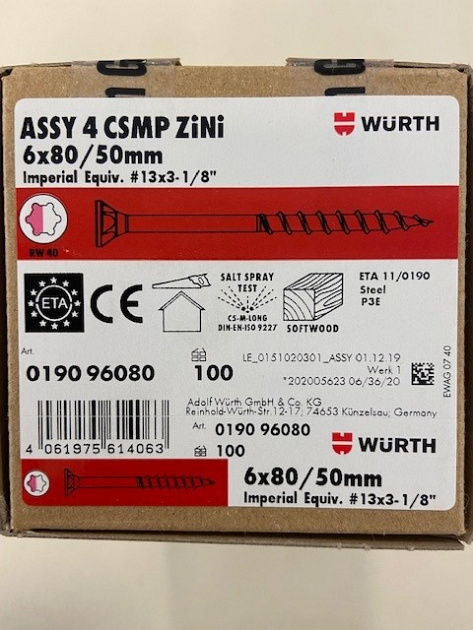 ASSY 4 CSMP ZiNi
WÜRTH
6x80/50mm
Imperial Equiv. #13x3-1/8"
RW 40
ETA
CE
SALT SPRAY
TEST
CS-M-LONG
DIN-EN-ISO 9227
SOFTWOOD
ETA 11/0190
Steel
P3E
Art.
0190 96080
100
LE_0151020301_ASSY 01.12.19
Werk 1
*202005623 06/36/20
EWAG 07 40
Adolf Würth GmbH & Co. KG
Reinhold-Würth-Str.12-17; 74653 Künzelsau; Germany
Art. 0190 96080
100
WÜRTH
4 061975 614063
6x80/50mm
Imperial Equiv. #13x3-1/8"